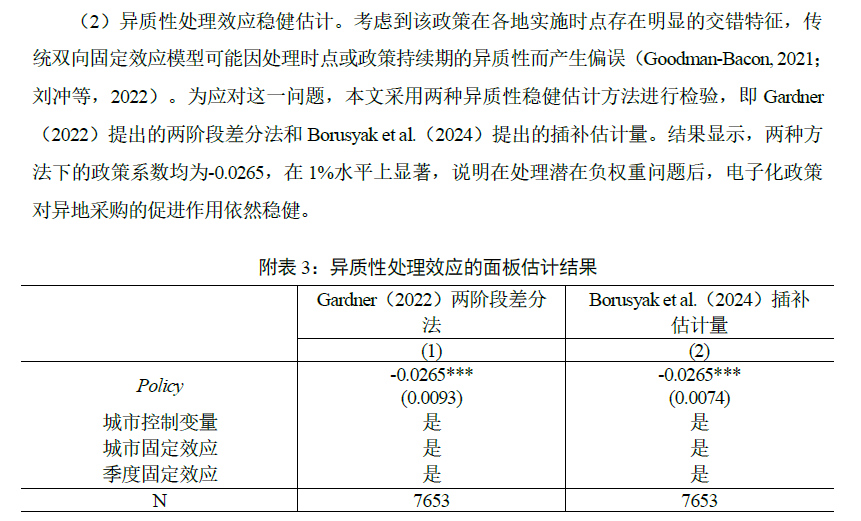 （2）异质性处理效应稳健估计。考虑到该政策在各地实施时点存在明显的交错特征，传
统双向固定效应模型可能因处理时点或政策持续期的异质性而产生偏误（Goodman-Bacon, 2021；
刘冲等，2022）。为应对这一问题，本文采用两种异质性稳健估计方法进行检验，即 Gardner
（2022）提出的两阶段差分法和 Borusyak et al.（2024）提出的插补估计量。结果显示，两种方
法下的政策系数均为-0.0265，在 1%水平上显著，说明在处理潜在负权重问题后，电子化政策
对异地采购的促进作用依然稳健。
附表 3：异质性处理效应的面板估计结果
Gardner（2022）两阶段差分 Borusyak et al.（2024）插补
法 估计量
(1) (2)
Policy -0.0265*** -0.0265***
(0.0093) (0.0074)
城市控制变量 是 是
城市固定效应 是 是
季度固定效应 是 是
N 7653 7653